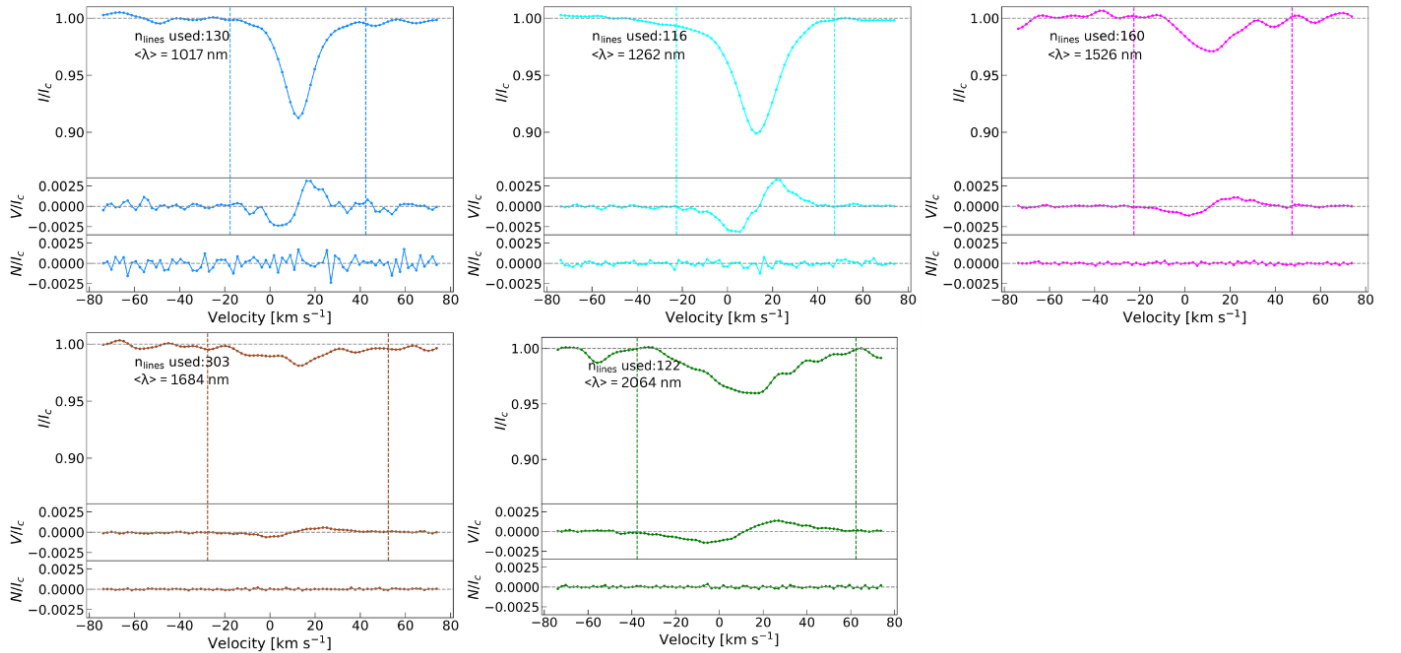 1.00
0.95
0.90
I/I_c
n_lines used:130
<λ> = 1017 nm
0.0025
0.0000
−0.0025
V/I_c
0.0025
0.0000
−0.0025
N/I_c
−80 −60 −40 −20 0 20 40 60 80
Velocity [km s⁻¹]
1.00
0.95
0.90
I/I_c
n_lines used:116
<λ> = 1262 nm
0.0025
0.0000
−0.0025
V/I_c
0.0025
0.0000
−0.0025
N/I_c
−80 −60 −40 −20 0 20 40 60 80
Velocity [km s⁻¹]
1.00
0.95
0.90
I/I_c
n_lines used:160
<λ> = 1526 nm
0.0025
0.0000
−0.0025
V/I_c
0.0025
0.0000
−0.0025
N/I_c
−80 −60 −40 −20 0 20 40 60 80
Velocity [km s⁻¹]
1.00
0.95
0.90
I/I_c
n_lines used:303
<λ> = 1684 nm
0.0025
0.0000
−0.0025
V/I_c
0.0025
0.0000
−0.0025
N/I_c
−80 −60 −40 −20 0 20 40 60 80
Velocity [km s⁻¹]
1.00
0.95
0.90
I/I_c
n_lines used:122
<λ> = 2064 nm
0.0025
0.0000
−0.0025
V/I_c
0.0025
0.0000
−0.0025
N/I_c
−80 −60 −40 −20 0 20 40 60 80
Velocity [km s⁻¹]